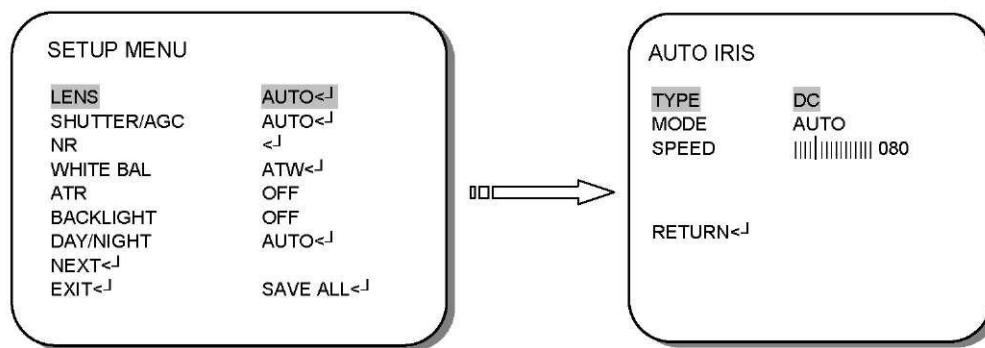 SETUP MENU
LENS AUTO<┘
SHUTTER/AGC AUTO<┘
NR <┘
WHITE BAL ATW<┘
ATR OFF
BACKLIGHT OFF
DAY/NIGHT AUTO<┘
NEXT<┘
EXIT<┘ SAVE ALL<┘
AUTO IRIS
TYPE DC
MODE AUTO
SPEED 080
RETURN<┘